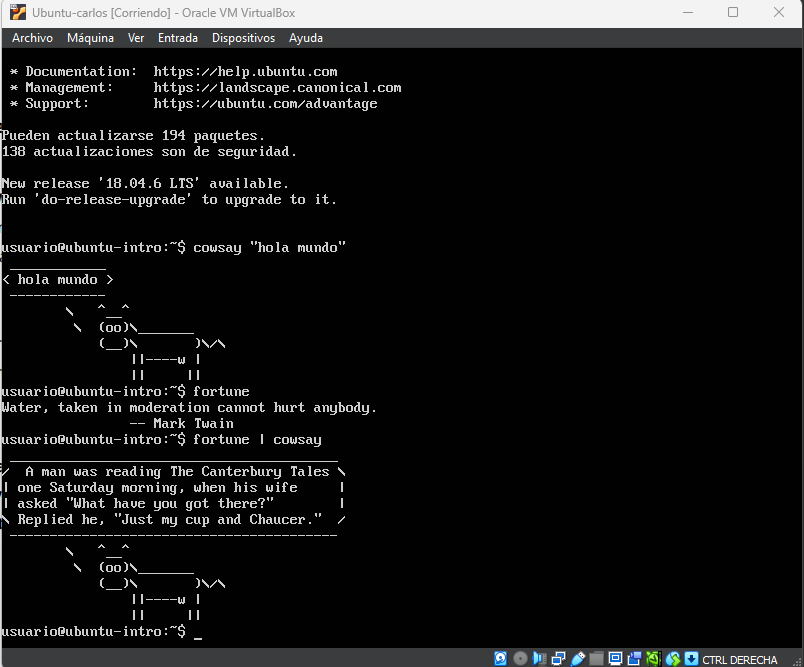 Ubuntu-carlos [Corriendo] - Oracle VM VirtualBox
Archivo Máquina Ver Entrada Dispositivos Ayuda
 * Documentation:  https://help.ubuntu.com
 * Management:     https://landscape.canonical.com
 * Support:        https://ubuntu.com/advantage
Pueden actualizarse 194 paquetes.
138 actualizaciones son de seguridad.
New release '18.04.6 LTS' available.
Run 'do-release-upgrade' to upgrade to it.
usuario@ubuntu-intro:~$ cowsay "hola mundo"
 ____________
< hola mundo >
 ------------
        \   ^__^
         \  (oo)\_______
            (__)\       )\/\
                ||----w |
                ||     ||
usuario@ubuntu-intro:~$ fortune
Water, taken in moderation cannot hurt anybody.
                -- Mark Twain
usuario@ubuntu-intro:~$ fortune | cowsay
 _________________________________________
/  A man was reading The Canterbury Tales \
| one Saturday morning, when his wife     |
| asked "What have you got there?"        |
\ Replied he, "Just my cup and Chaucer."  /
 -----------------------------------------
        \   ^__^
         \  (oo)\_______
            (__)\       )\/\
                ||----w |
                ||     ||
usuario@ubuntu-intro:~$ _
CTRL DERECHA